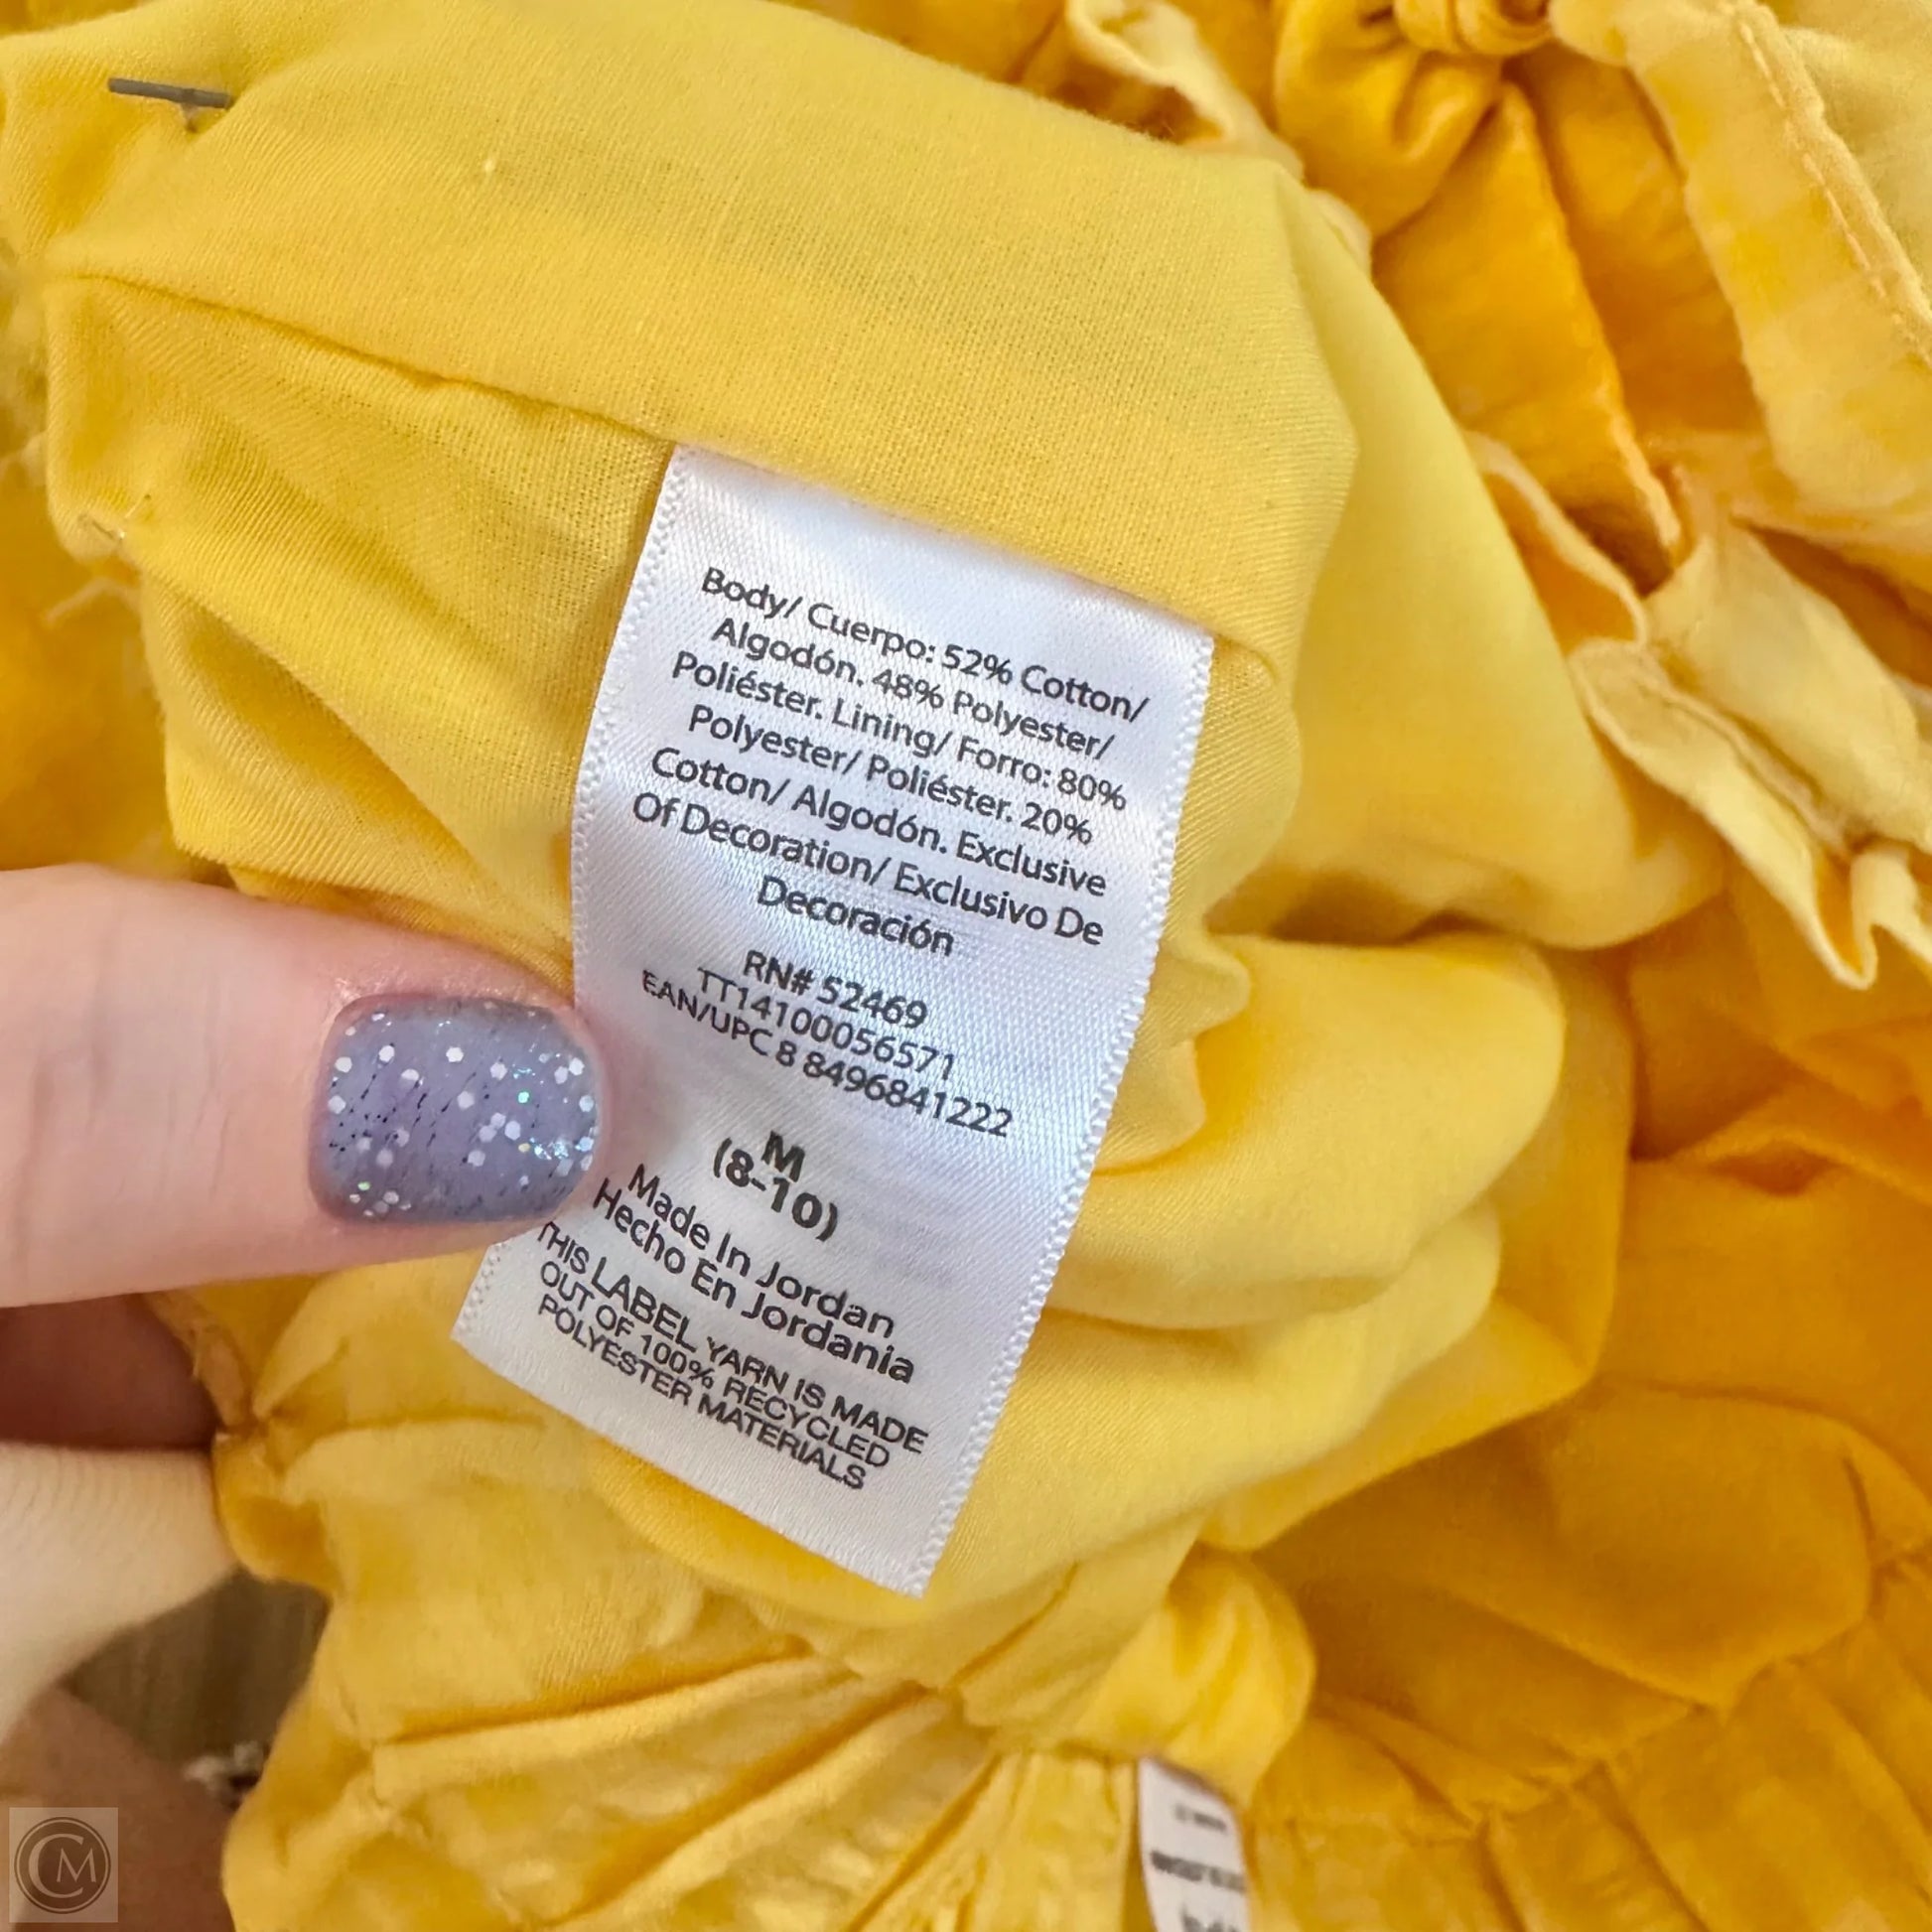 Body/ Cuerpo: 52% Cotton/
Algodón. 48% Polyester/
Poliéster. Lining/ Forro: 80%
Polyester/ Poliéster. 20%
Cotton/ Algodón. Exclusive
Of Decoration/ Exclusivo De
Decoración
RN# 52469
TT14100056571
EAN/UPC 8 8496841222
M
(8-10)
Made In Jordan
Hecho En Jordania
THIS LABEL YARN IS MADE
OUT OF 100% RECYCLED
POLYESTER MATERIALS
CM